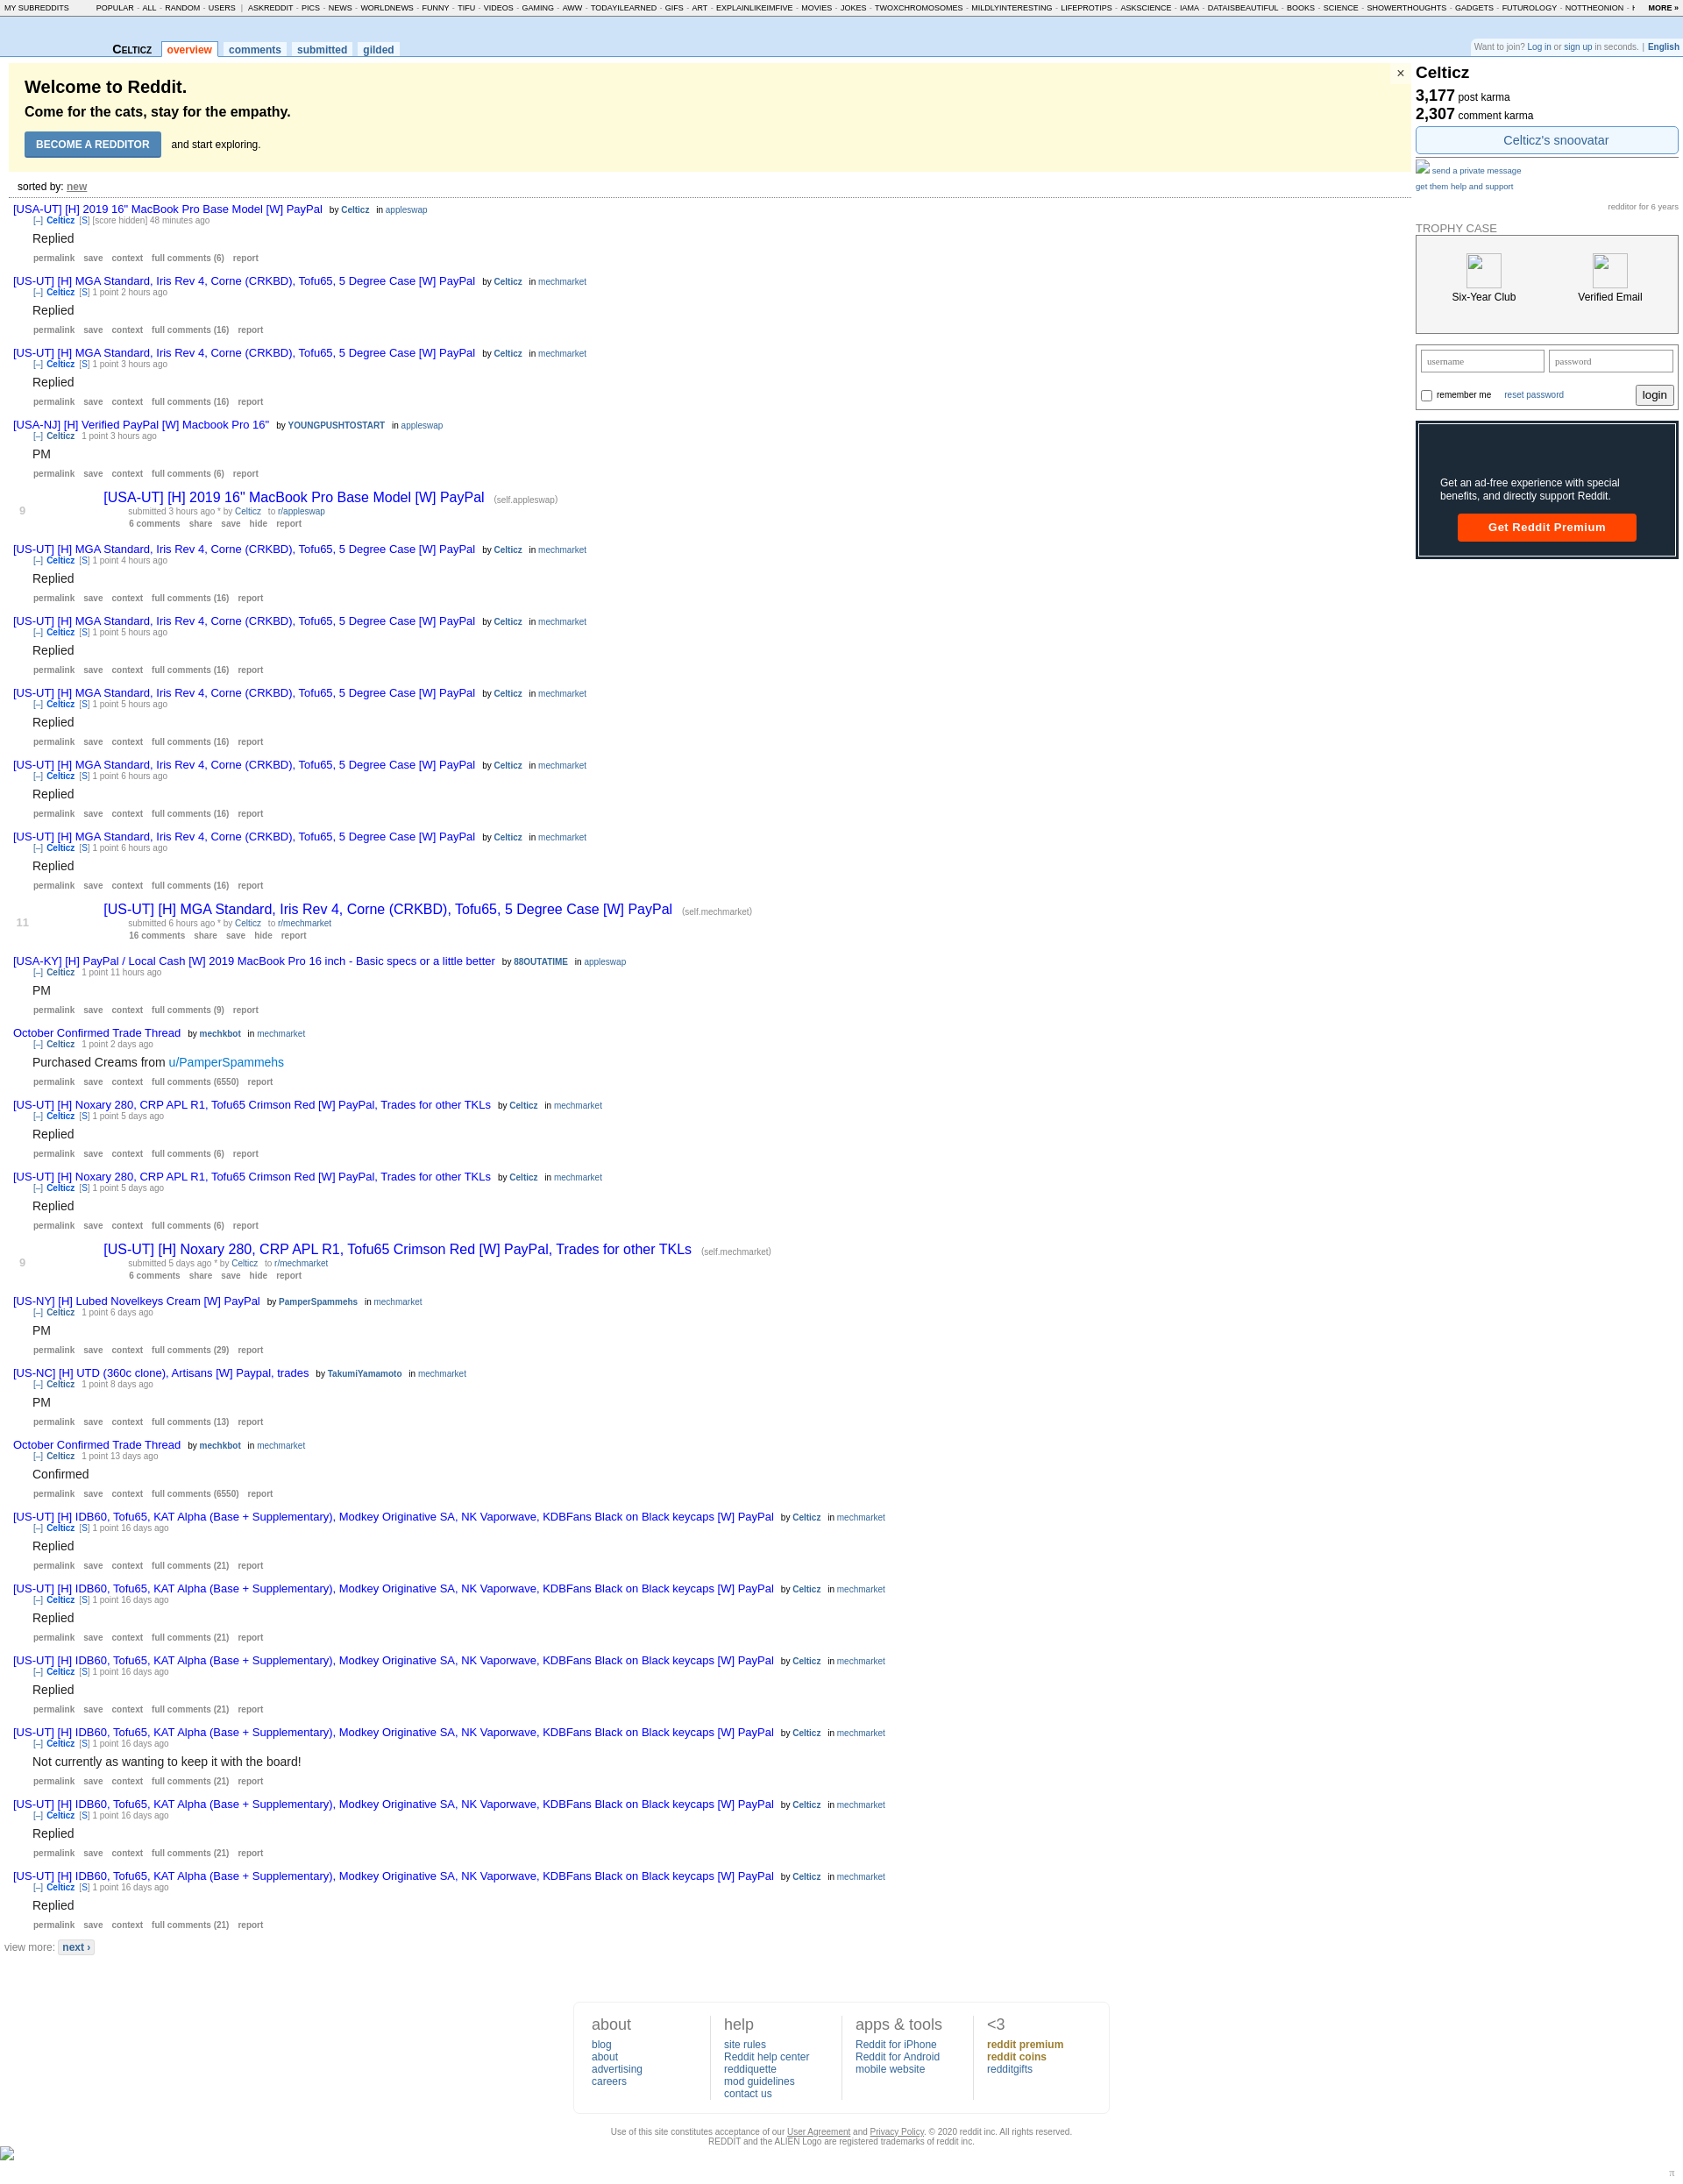 MY SUBREDDITS POPULAR - ALL - RANDOM - USERS | ASKREDDIT - PICS - NEWS - WORLDNEWS - FUNNY - TIFU - VIDEOS - GAMING - AWW - TODAYILEARNED - GIFS - ART - EXPLAINLIKEIMFIVE - MOVIES - JOKES - TWOXCHROMOSOMES - MILDLYINTERESTING - LIFEPROTIPS - ASKSCIENCE - IAMA - DATAISBEAUTIFUL - BOOKS - SCIENCE - SHOWERTHOUGHTS - GADGETS - FUTUROLOGY - NOTTHEONION - MORE »
CELTICZ overview comments submitted gilded
Want to join? Log in or sign up in seconds. | English
Welcome to Reddit. ×
Come for the cats, stay for the empathy.
BECOME A REDDITOR and start exploring.
sorted by: new
[USA-UT] [H] 2019 16" MacBook Pro Base Model [W] PayPal by Celticz in appleswap
[–] Celticz [S] [score hidden] 48 minutes ago
Replied
permalink save context full comments (6) report
[US-UT] [H] MGA Standard, Iris Rev 4, Corne (CRKBD), Tofu65, 5 Degree Case [W] PayPal by Celticz in mechmarket
[–] Celticz [S] 1 point 2 hours ago
Replied
permalink save context full comments (16) report
[US-UT] [H] MGA Standard, Iris Rev 4, Corne (CRKBD), Tofu65, 5 Degree Case [W] PayPal by Celticz in mechmarket
[–] Celticz [S] 1 point 3 hours ago
Replied
permalink save context full comments (16) report
[USA-NJ] [H] Verified PayPal [W] Macbook Pro 16" by YOUNGPUSHTOSTART in appleswap
[–] Celticz 1 point 3 hours ago
PM
permalink save context full comments (6) report
9
[USA-UT] [H] 2019 16" MacBook Pro Base Model [W] PayPal (self.appleswap)
submitted 3 hours ago * by Celticz to r/appleswap
6 comments share save hide report
[US-UT] [H] MGA Standard, Iris Rev 4, Corne (CRKBD), Tofu65, 5 Degree Case [W] PayPal by Celticz in mechmarket
[–] Celticz [S] 1 point 4 hours ago
Replied
permalink save context full comments (16) report
[US-UT] [H] MGA Standard, Iris Rev 4, Corne (CRKBD), Tofu65, 5 Degree Case [W] PayPal by Celticz in mechmarket
[–] Celticz [S] 1 point 5 hours ago
Replied
permalink save context full comments (16) report
[US-UT] [H] MGA Standard, Iris Rev 4, Corne (CRKBD), Tofu65, 5 Degree Case [W] PayPal by Celticz in mechmarket
[–] Celticz [S] 1 point 5 hours ago
Replied
permalink save context full comments (16) report
[US-UT] [H] MGA Standard, Iris Rev 4, Corne (CRKBD), Tofu65, 5 Degree Case [W] PayPal by Celticz in mechmarket
[–] Celticz [S] 1 point 6 hours ago
Replied
permalink save context full comments (16) report
[US-UT] [H] MGA Standard, Iris Rev 4, Corne (CRKBD), Tofu65, 5 Degree Case [W] PayPal by Celticz in mechmarket
[–] Celticz [S] 1 point 6 hours ago
Replied
permalink save context full comments (16) report
11
[US-UT] [H] MGA Standard, Iris Rev 4, Corne (CRKBD), Tofu65, 5 Degree Case [W] PayPal (self.mechmarket)
submitted 6 hours ago * by Celticz to r/mechmarket
16 comments share save hide report
[USA-KY] [H] PayPal / Local Cash [W] 2019 MacBook Pro 16 inch - Basic specs or a little better by 88OUTATIME in appleswap
[–] Celticz 1 point 11 hours ago
PM
permalink save context full comments (9) report
October Confirmed Trade Thread by mechkbot in mechmarket
[–] Celticz 1 point 2 days ago
Purchased Creams from u/PamperSpammehs
permalink save context full comments (6550) report
[US-UT] [H] Noxary 280, CRP APL R1, Tofu65 Crimson Red [W] PayPal, Trades for other TKLs by Celticz in mechmarket
[–] Celticz [S] 1 point 5 days ago
Replied
permalink save context full comments (6) report
[US-UT] [H] Noxary 280, CRP APL R1, Tofu65 Crimson Red [W] PayPal, Trades for other TKLs by Celticz in mechmarket
[–] Celticz [S] 1 point 5 days ago
Replied
permalink save context full comments (6) report
9
[US-UT] [H] Noxary 280, CRP APL R1, Tofu65 Crimson Red [W] PayPal, Trades for other TKLs (self.mechmarket)
submitted 5 days ago * by Celticz to r/mechmarket
6 comments share save hide report
[US-NY] [H] Lubed Novelkeys Cream [W] PayPal by PamperSpammehs in mechmarket
[–] Celticz 1 point 6 days ago
PM
permalink save context full comments (29) report
[US-NC] [H] UTD (360c clone), Artisans [W] Paypal, trades by TakumiYamamoto in mechmarket
[–] Celticz 1 point 8 days ago
PM
permalink save context full comments (13) report
October Confirmed Trade Thread by mechkbot in mechmarket
[–] Celticz 1 point 13 days ago
Confirmed
permalink save context full comments (6550) report
[US-UT] [H] IDB60, Tofu65, KAT Alpha (Base + Supplementary), Modkey Originative SA, NK Vaporwave, KDBFans Black on Black keycaps [W] PayPal by Celticz in mechmarket
[–] Celticz [S] 1 point 16 days ago
Replied
permalink save context full comments (21) report
[US-UT] [H] IDB60, Tofu65, KAT Alpha (Base + Supplementary), Modkey Originative SA, NK Vaporwave, KDBFans Black on Black keycaps [W] PayPal by Celticz in mechmarket
[–] Celticz [S] 1 point 16 days ago
Replied
permalink save context full comments (21) report
[US-UT] [H] IDB60, Tofu65, KAT Alpha (Base + Supplementary), Modkey Originative SA, NK Vaporwave, KDBFans Black on Black keycaps [W] PayPal by Celticz in mechmarket
[–] Celticz [S] 1 point 16 days ago
Replied
permalink save context full comments (21) report
[US-UT] [H] IDB60, Tofu65, KAT Alpha (Base + Supplementary), Modkey Originative SA, NK Vaporwave, KDBFans Black on Black keycaps [W] PayPal by Celticz in mechmarket
[–] Celticz [S] 1 point 16 days ago
Not currently as wanting to keep it with the board!
permalink save context full comments (21) report
[US-UT] [H] IDB60, Tofu65, KAT Alpha (Base + Supplementary), Modkey Originative SA, NK Vaporwave, KDBFans Black on Black keycaps [W] PayPal by Celticz in mechmarket
[–] Celticz [S] 1 point 16 days ago
Replied
permalink save context full comments (21) report
[US-UT] [H] IDB60, Tofu65, KAT Alpha (Base + Supplementary), Modkey Originative SA, NK Vaporwave, KDBFans Black on Black keycaps [W] PayPal by Celticz in mechmarket
[–] Celticz [S] 1 point 16 days ago
Replied
permalink save context full comments (21) report
view more: next ›
Celticz
3,177 post karma
2,307 comment karma
Celticz's snoovatar
send a private message
get them help and support
redditor for 6 years
TROPHY CASE
Six-Year Club Verified Email
username password
remember me reset password login
Get an ad-free experience with special
benefits, and directly support Reddit.
Get Reddit Premium
about
blog
about
advertising
careers
help
site rules
Reddit help center
reddiquette
mod guidelines
contact us
apps & tools
Reddit for iPhone
Reddit for Android
mobile website
<3
reddit premium
reddit coins
redditgifts
Use of this site constitutes acceptance of our User Agreement and Privacy Policy. © 2020 reddit inc. All rights reserved.
REDDIT and the ALIEN Logo are registered trademarks of reddit inc.
π